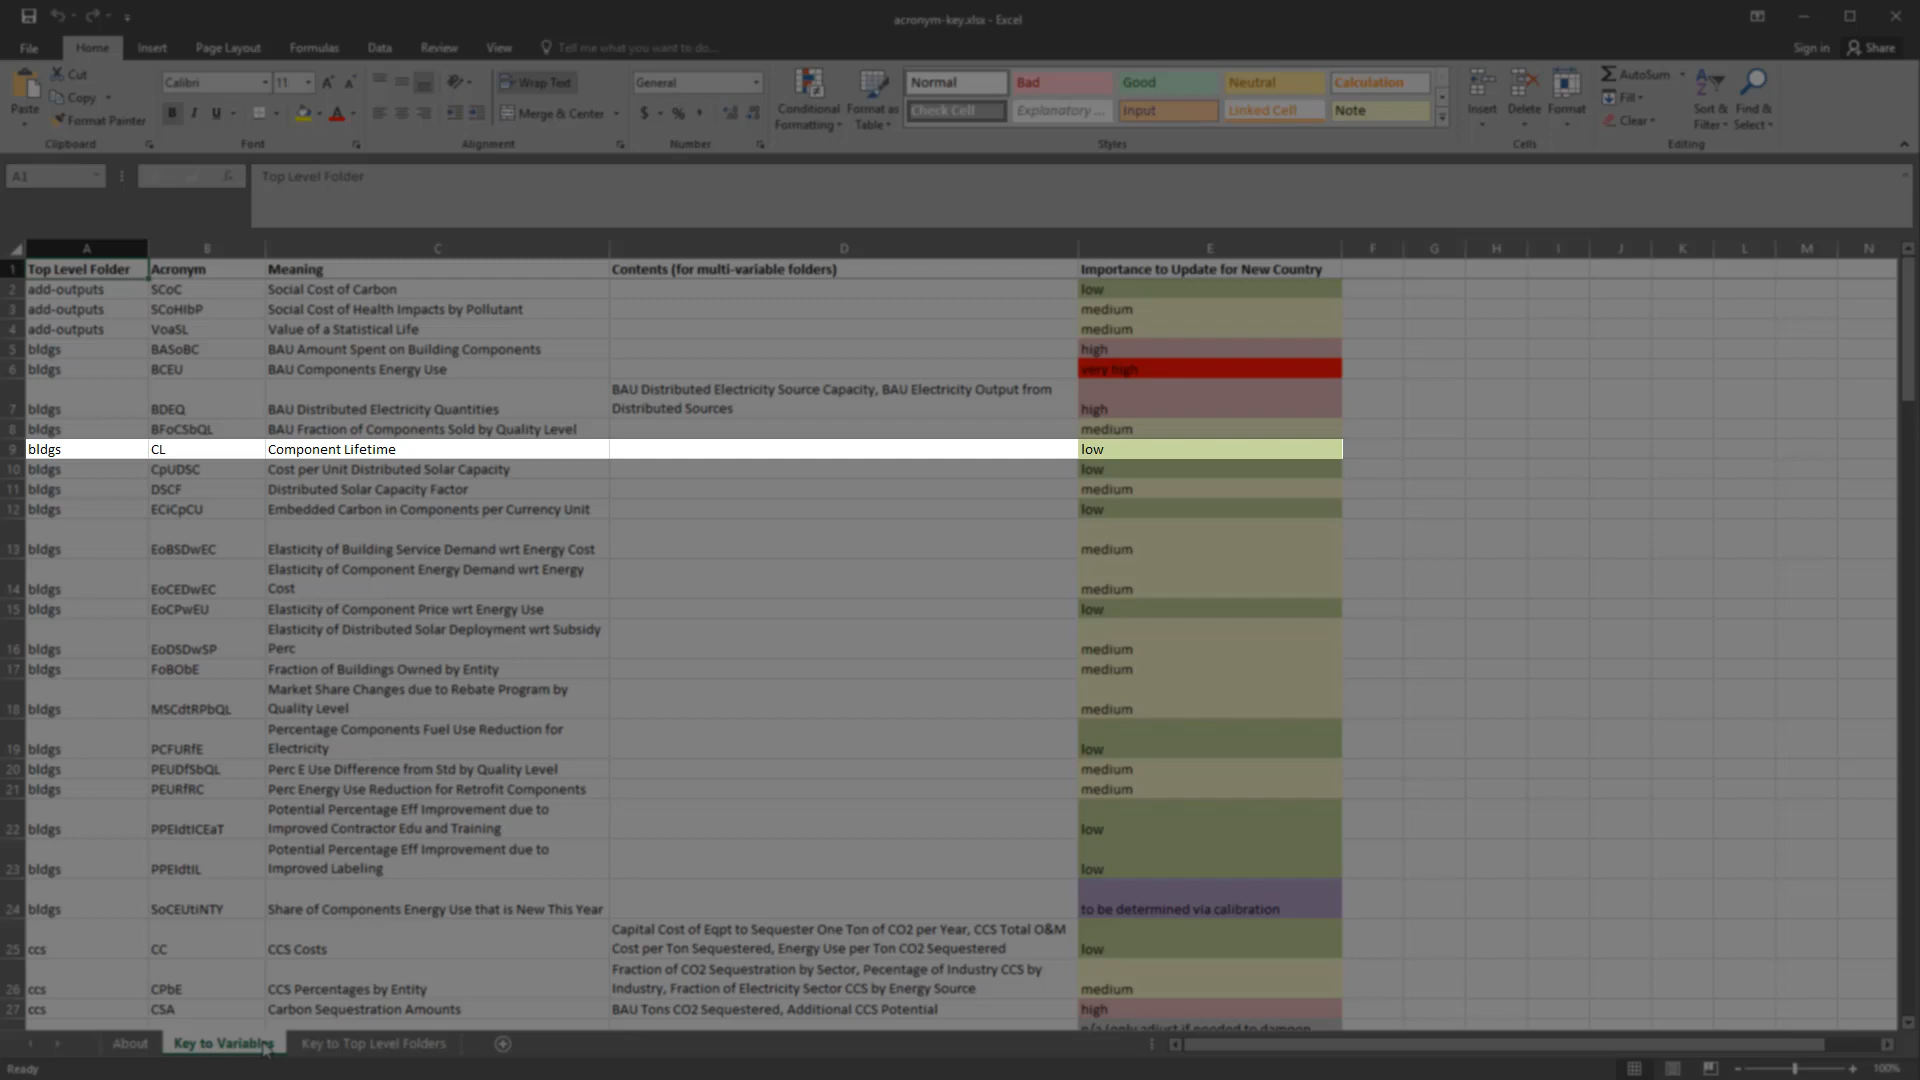 acronym-key.xlsx - Excel
File Home Insert Page Layout Formulas Data Review View Tell me what you want to do... Sign in Share
Paste Cut Copy Format Painter Clipboard
Calibri 11 B I U A Font
Wrap Text Merge & Center Alignment
General $ % , Number
Conditional Formatting Format as Table
Normal Bad Good Neutral Calculation
Check Cell Explanatory ... Input Linked Cell Note
Styles
Insert Delete Format Cells
AutoSum Fill Clear Sort & Filter Find & Select Editing
A1 fx Top Level Folder
A B C D E F G H I J K L M N
1 Top Level Folder Acronym Meaning Contents (for multi-variable folders) Importance to Update for New Country
2 add-outputs SCoC Social Cost of Carbon low
3 add-outputs SCoHIbP Social Cost of Health Impacts by Pollutant medium
4 add-outputs VoaSL Value of a Statistical Life medium
5 bldgs BASoBC BAU Amount Spent on Building Components high
6 bldgs BCEU BAU Components Energy Use very high
BAU Distributed Electricity Source Capacity, BAU Electricity Output from
7 bldgs BDEQ BAU Distributed Electricity Quantities Distributed Sources high
8 bldgs BFoCSbQL BAU Fraction of Components Sold by Quality Level medium
9 bldgs CL Component Lifetime low
10 bldgs CpUDSC Cost per Unit Distributed Solar Capacity low
11 bldgs DSCF Distributed Solar Capacity Factor medium
12 bldgs ECiCpCU Embedded Carbon in Components per Currency Unit low
13 bldgs EoBSDwEC Elasticity of Building Service Demand wrt Energy Cost medium
Elasticity of Component Energy Demand wrt Energy
14 bldgs EoCEDwEC Cost medium
15 bldgs EoCPwEU Elasticity of Component Price wrt Energy Use low
Elasticity of Distributed Solar Deployment wrt Subsidy
16 bldgs EoDSDwSP Perc medium
17 bldgs FoBObE Fraction of Buildings Owned by Entity medium
Market Share Changes due to Rebate Program by
18 bldgs MSCdtRPbQL Quality Level medium
Percentage Components Fuel Use Reduction for
19 bldgs PCFURfE Electricity low
20 bldgs PEUDfSbQL Perc E Use Difference from Std by Quality Level medium
21 bldgs PEURfRC Perc Energy Use Reduction for Retrofit Components medium
Potential Percentage Eff Improvement due to
22 bldgs PPEIdtICEaT Improved Contractor Edu and Training low
Potential Percentage Eff Improvement due to
23 bldgs PPEIdtIL Improved Labeling low
24 bldgs SoCEUtiNTY Share of Components Energy Use that is New This Year to be determined via calibration
Capital Cost of Eqpt to Sequester One Ton of CO2 per Year, CCS Total O&M
25 ccs CC CCS Costs Cost per Ton Sequestered, Energy Use per Ton CO2 Sequestered low
Fraction of CO2 Sequestration by Sector, Pecentage of Industry CCS by
26 ccs CPbE CCS Percentages by Entity Industry, Fraction of Electricity Sector CCS by Energy Source medium
27 ccs CSA Carbon Sequestration Amounts BAU Tons CO2 Sequestered, Additional CCS Potential high
n/a (only adjust if needed to dampen
About Key to Variables Key to Top Level Folders
Ready 100%